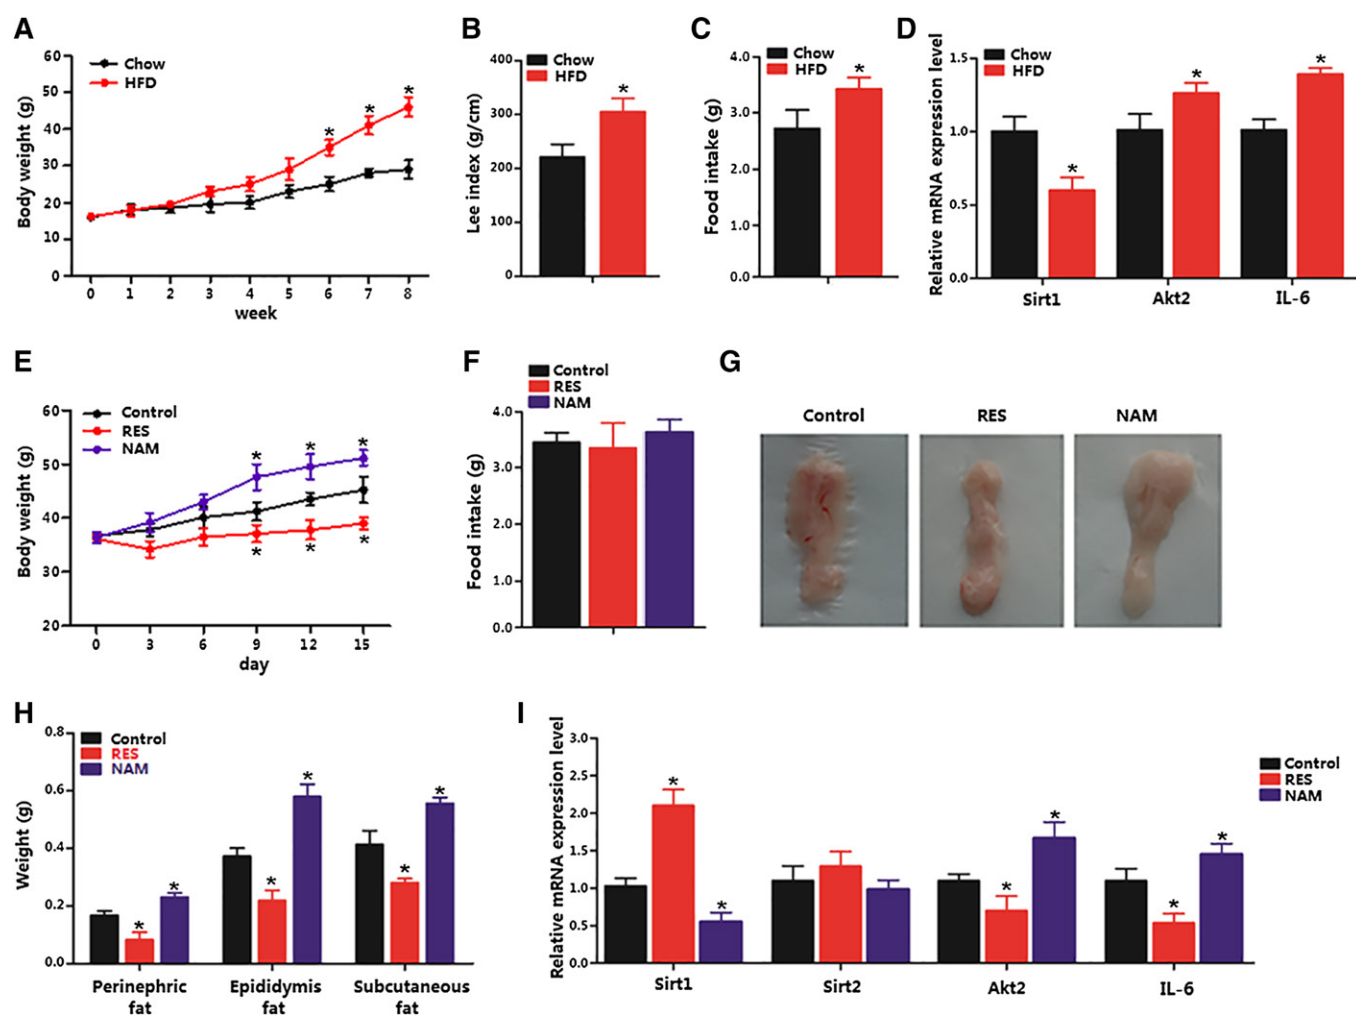 A
Body weight (g)
60
50
40
30
20
10
0
Chow
HFD
*
*
*
0 1 2 3 4 5 6 7 8
week
B
Lee index (g/cm)
400
300
200
100
0
Chow
HFD
*
C
Food intake (g)
4.0
3.0
2.0
1.0
0.0
Chow
HFD
*
D
Relative mRNA expression level
1.5
1.0
0.5
0.0
Chow
HFD
*
*
*
Sirt1 Akt2 IL-6
E
Body weight (g)
60
50
40
30
20
Control
RES
NAM
* * *
* * *
0 3 6 9 12 15
day
F
Food intake (g)
4.0
3.0
2.0
1.0
0.0
Control
RES
NAM
G
Control RES NAM
H
Weight (g)
0.8
0.6
0.4
0.2
0.0
Control
RES
NAM
* *
* *
* *
Perinephric fat
Epididymis fat
Subcutaneous fat
I
Relative mRNA expression level
3.0
2.5
2.0
1.5
1.0
0.5
0.0
Control
RES
NAM
* *
* *
* *
Sirt1 Sirt2 Akt2 IL-6